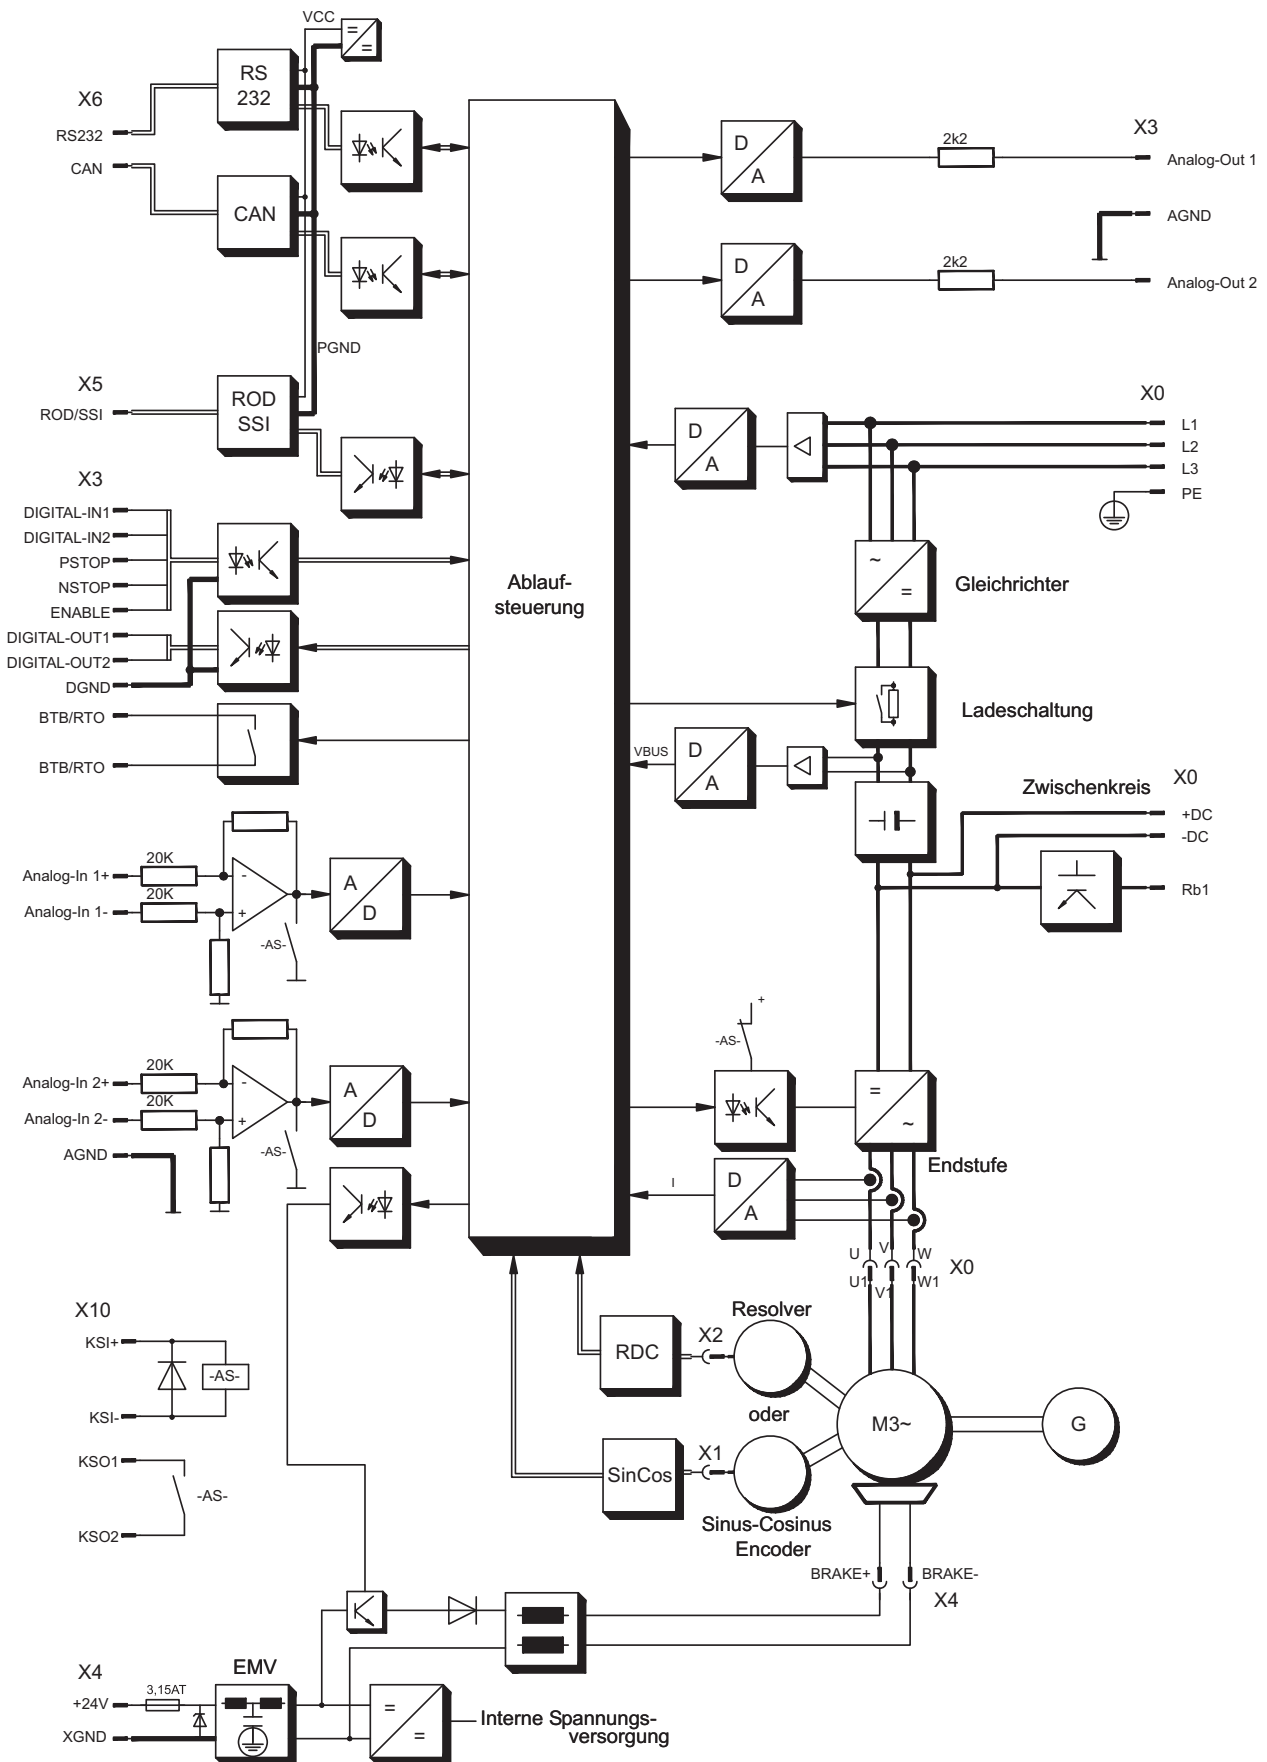 VCC
=
=
RS
232
X6
RS232
CAN
CAN
PGND
X5
ROD/SSI
ROD
SSI
X3
DIGITAL-IN1
DIGITAL-IN2
PSTOP
NSTOP
ENABLE
DIGITAL-OUT1
DIGITAL-OUT2
DGND
BTB/RTO
BTB/RTO
20K
Analog-In 1+
20K
Analog-In 1-
-
+
-AS-
A
D
20K
Analog-In 2+
20K
Analog-In 2-
AGND
-
+
-AS-
A
D
X10
KSI+
-AS-
KSI-
KSO1
-AS-
KSO2
X4
3,15AT
+24V
XGND
EMV
=
=
Interne Spannungs-
versorgung
Ablauf-
steuerung
D
A
2k2
X3
Analog-Out 1
AGND
D
A
2k2
Analog-Out 2
X0
L1
L2
L3
PE
D
A
~
=
Gleichrichter
Ladeschaltung
VBUS
D
A
Zwischenkreis
X0
+DC
-DC
Rb1
+
-AS-
=
~
Endstufe
I
D
A
U
V
W
X0
U1
V1
W1
Resolver
RDC
X2
oder
M3~
G
SinCos
X1
Sinus-Cosinus
Encoder
BRAKE+
BRAKE-
X4